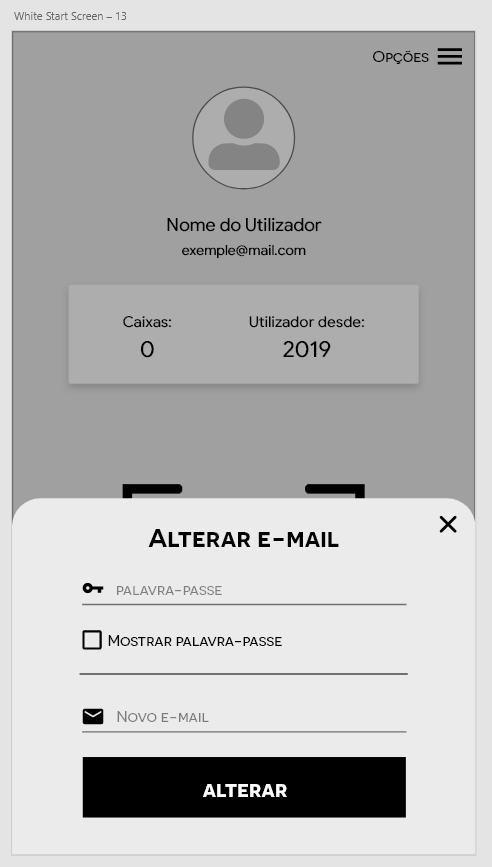 White Start Screen – 13
Opções
Nome do Utilizador
exemple@mail.com
Caixas:
0
Utilizador desde:
2019
Alterar e-mail
palavra-passe
Mostrar palavra-passe
Novo e-mail
ALTERAR